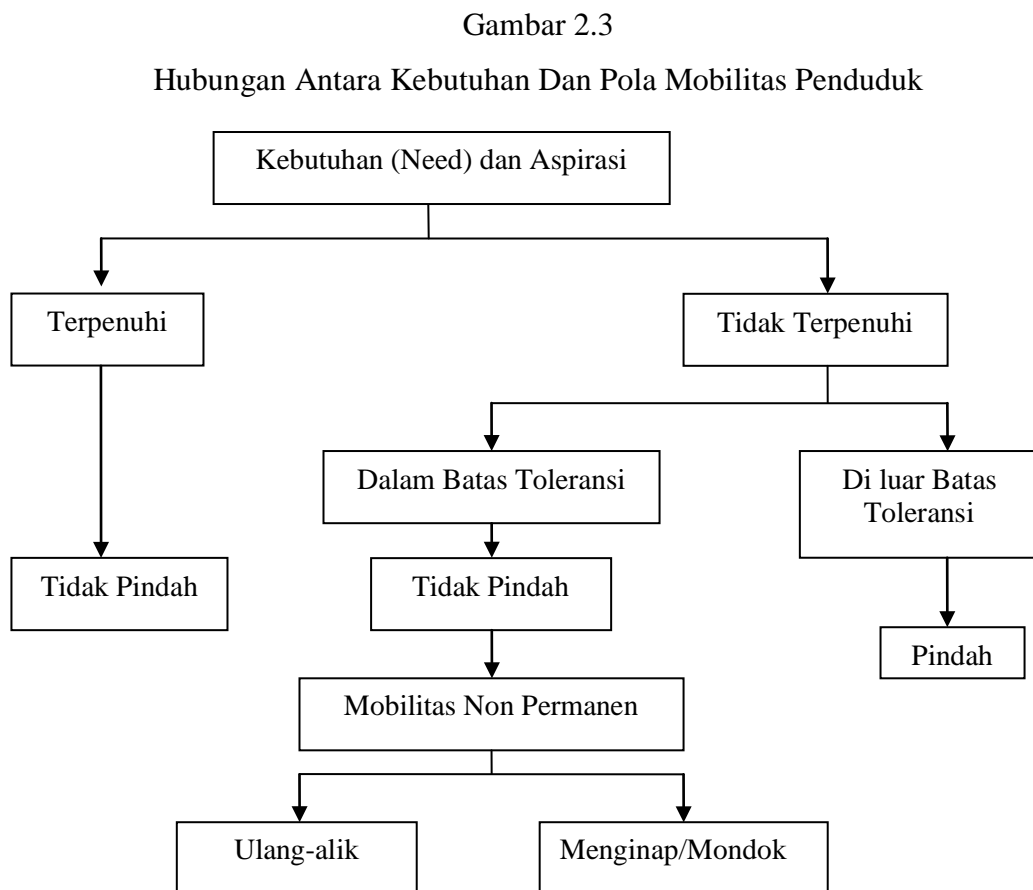 Gambar 2.3
Hubungan Antara Kebutuhan Dan Pola Mobilitas Penduduk
Kebutuhan (Need) dan Aspirasi
Terpenuhi
Tidak Terpenuhi
Dalam Batas Toleransi
Di luar Batas
Toleransi
Tidak Pindah
Tidak Pindah
Pindah
Mobilitas Non Permanen
Ulang-alik
Menginap/Mondok